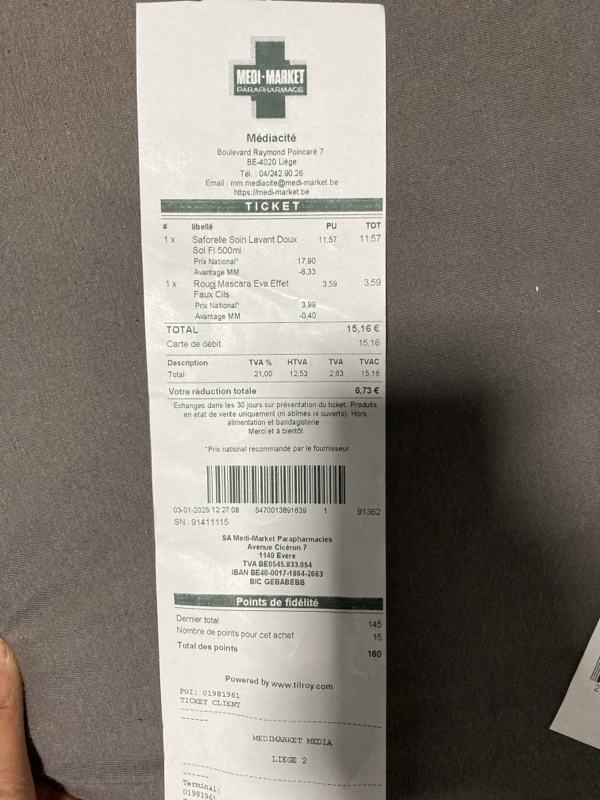 MEDI-MARKET
PARAPHARMACIE
Médiacité
Boulevard Raymond Poincaré 7
BE-4020 Liège
Tél. : 04/242.90.26
Email : mm.mediacite@medi-market.be
https://medi-market.be
TICKET
# libellé PU TOT
1 x Saforelle Soin Lavant Doux 11,57 11,57
Sol Fl 500ml
Prix National* 17,90
Avantage MM -6,33
1 x Rougj Mascara Eva Effet 3,59 3,59
Faux Cils
Prix National* 3,99
Avantage MM -0,40
TOTAL 15,16 €
Carte de débit 15,16
Description TVA % HTVA TVA TVAC
Total 21,00 12,53 2,63 15,16
Votre réduction totale 6,73 €
Echanges dans les 30 jours sur présentation du ticket. Produits
en état de vente uniquement (ni abîmés ni ouverts). Hors
alimentation et bandagisterie
Merci et à bientôt
*Prix national recommandé par le fournisseur
03-01-2025 12:27:08 5470013891639 1 91362
SN : 91411115
SA Medi-Market Parapharmacies
Avenue Cicéron 7
1140 Evere
TVA BE0545.833.054
IBAN BE40-0017-1864-2663
BIC GEBABEBB
Points de fidélité
Dernier total 145
Nombre de points pour cet achat 15
Total des points 160
Powered by www.tilroy.com
POI: 01981961
TICKET CLIENT
MEDIMARKET MEDIA
LIEGE 2
Terminal:
01981961